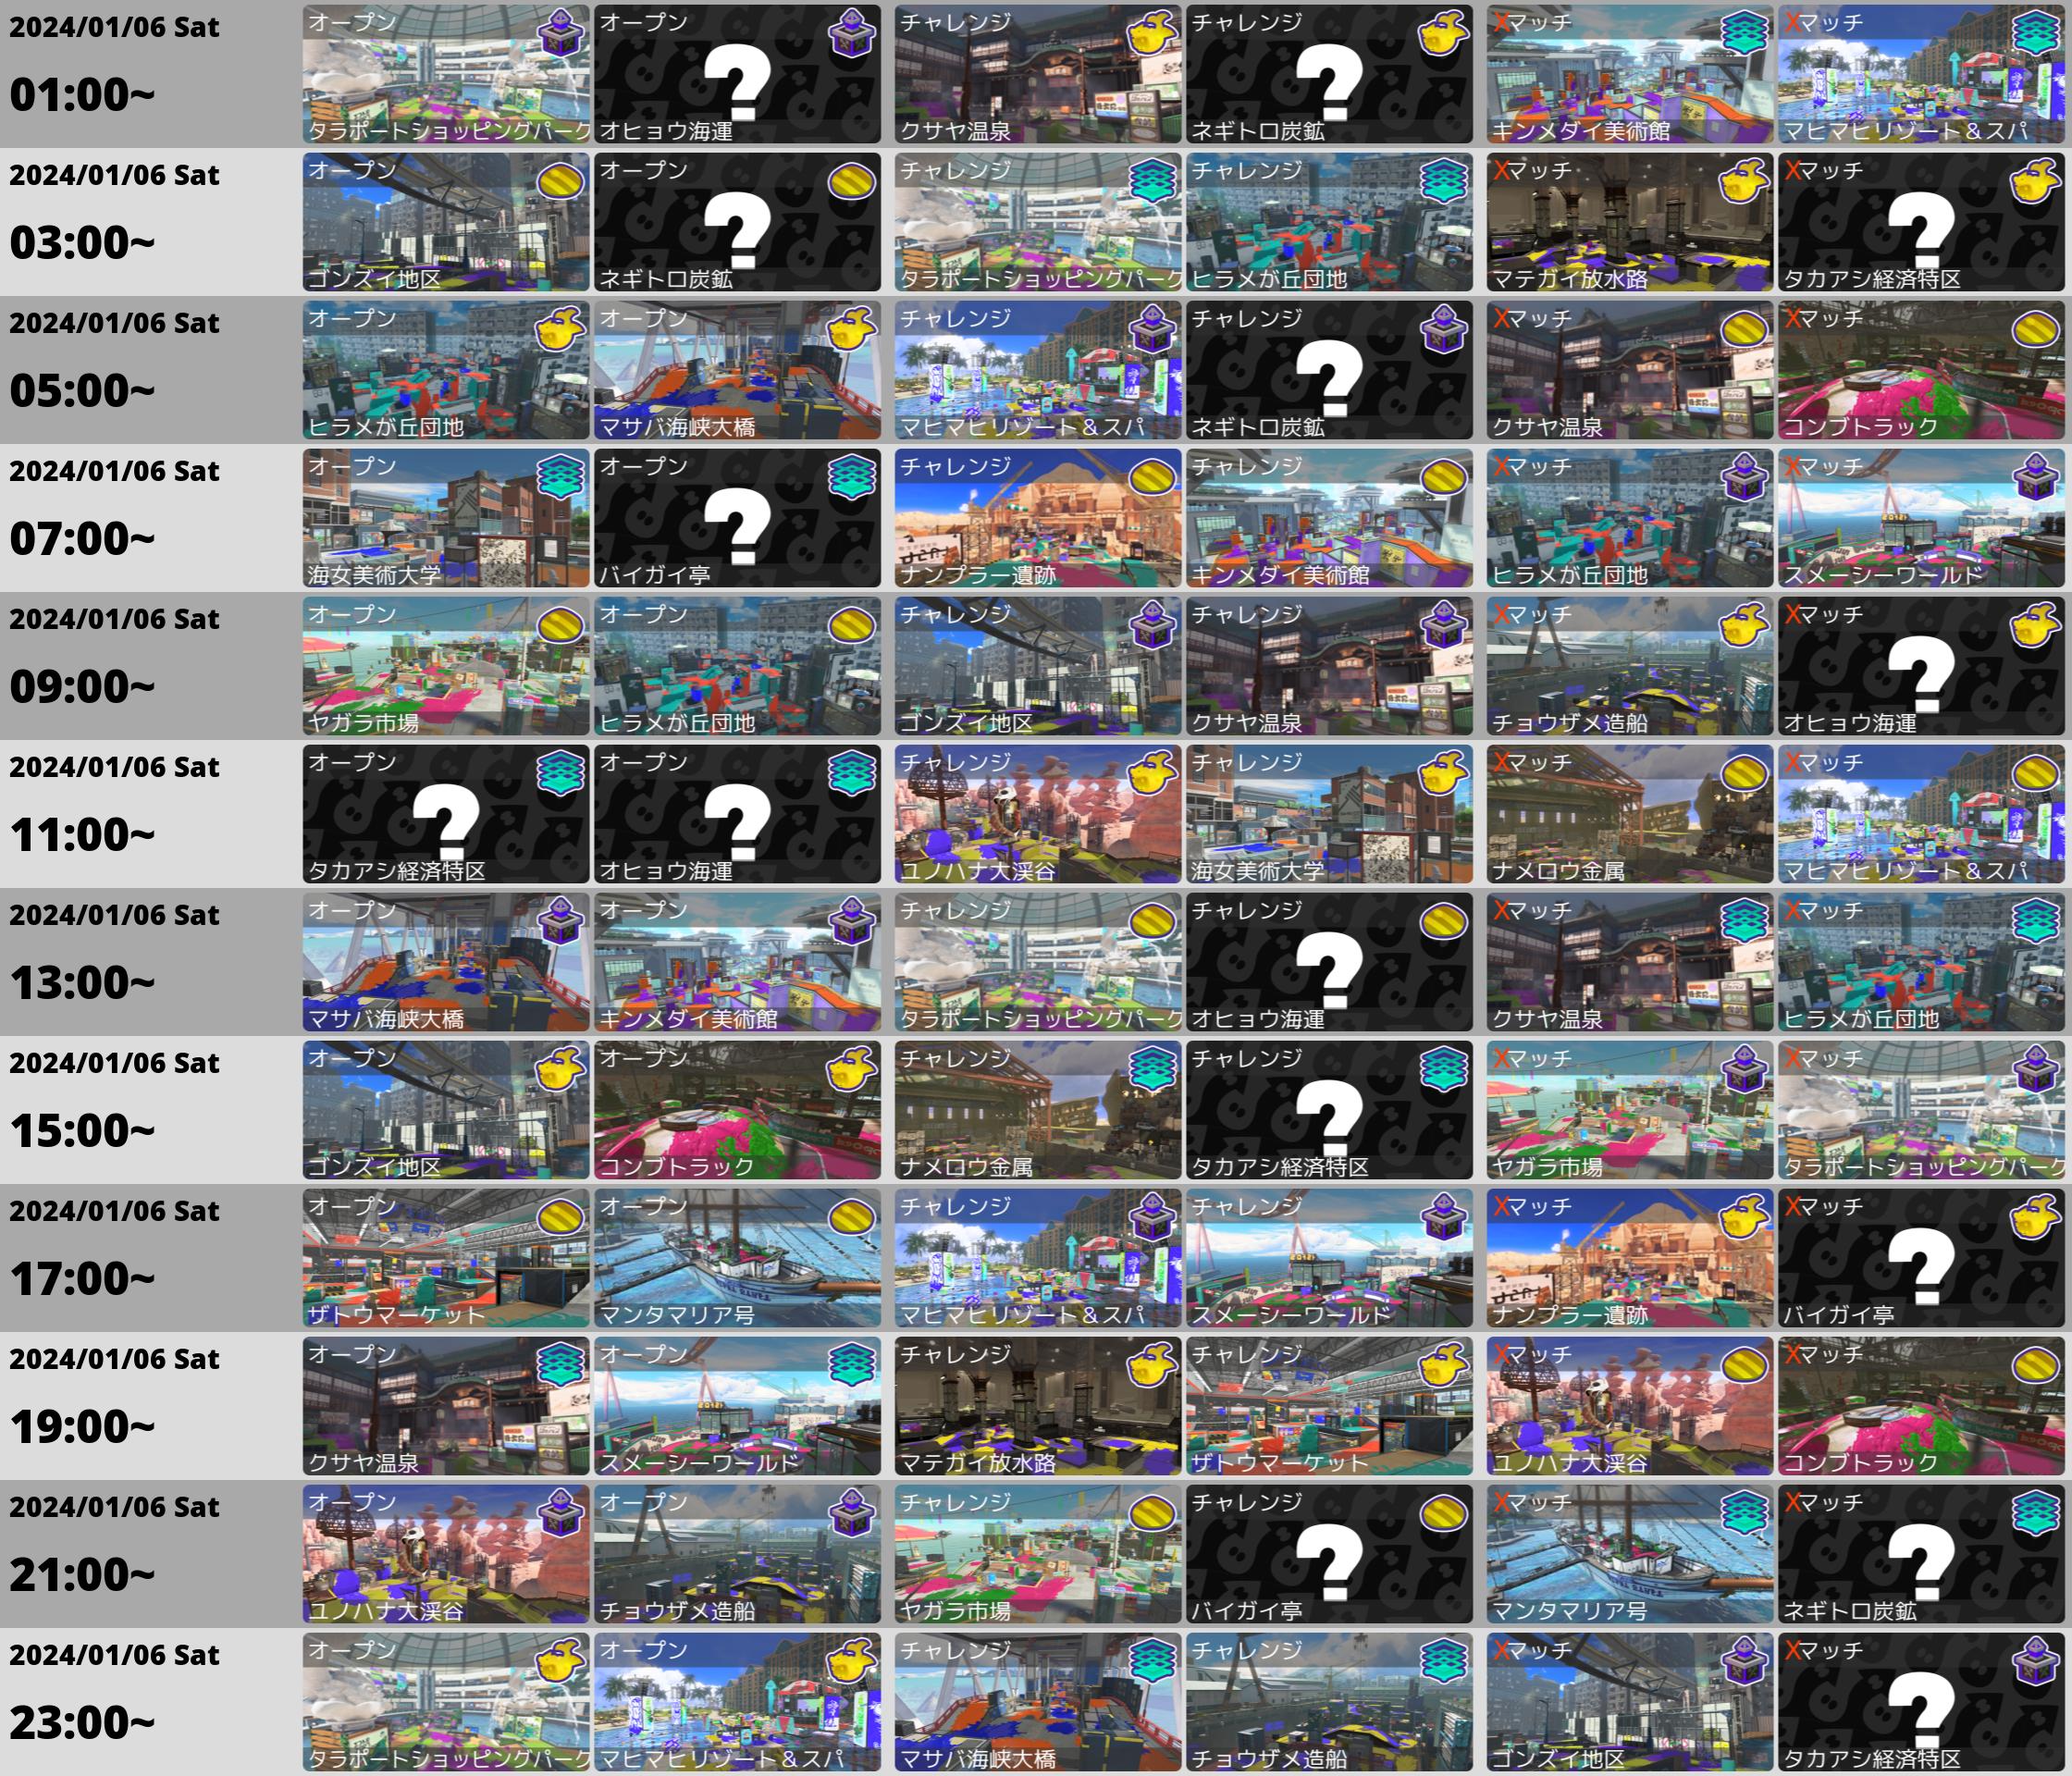 2024/01/06 Sat
01:00~
オープン
タラポートショッピングパーク
オープン
オヒョウ海運
チャレンジ
クサヤ温泉
チャレンジ
ネギトロ炭鉱
Xマッチ
キンメダイ美術館
Xマッチ
マヒマヒリゾート&スパ
2024/01/06 Sat
03:00~
オープン
ゴンズイ地区
オープン
ネギトロ炭鉱
チャレンジ
タラポートショッピングパーク
チャレンジ
ヒラメが丘団地
Xマッチ
マテガイ放水路
Xマッチ
タカアシ経済特区
2024/01/06 Sat
05:00~
オープン
ヒラメが丘団地
オープン
マサバ海峡大橋
チャレンジ
マヒマヒリゾート&スパ
チャレンジ
ネギトロ炭鉱
Xマッチ
クサヤ温泉
Xマッチ
コンブトラック
2024/01/06 Sat
07:00~
オープン
海女美術大学
オープン
バイガイ亭
チャレンジ
ナンプラー遺跡
チャレンジ
キンメダイ美術館
Xマッチ
ヒラメが丘団地
Xマッチ
スメーシーワールド
2024/01/06 Sat
09:00~
オープン
ヤガラ市場
オープン
ヒラメが丘団地
チャレンジ
ゴンズイ地区
チャレンジ
クサヤ温泉
Xマッチ
チョウザメ造船
Xマッチ
オヒョウ海運
2024/01/06 Sat
11:00~
オープン
タカアシ経済特区
オープン
オヒョウ海運
チャレンジ
ユノハナ大渓谷
チャレンジ
海女美術大学
Xマッチ
ナメロウ金属
Xマッチ
マヒマヒリゾート&スパ
2024/01/06 Sat
13:00~
オープン
マサバ海峡大橋
オープン
キンメダイ美術館
チャレンジ
タラポートショッピングパーク
チャレンジ
オヒョウ海運
Xマッチ
クサヤ温泉
Xマッチ
ヒラメが丘団地
2024/01/06 Sat
15:00~
オープン
ゴンズイ地区
オープン
コンブトラック
チャレンジ
ナメロウ金属
チャレンジ
タカアシ経済特区
Xマッチ
ヤガラ市場
Xマッチ
タラポートショッピングパーク
2024/01/06 Sat
17:00~
オープン
ザトウマーケット
オープン
マンタマリア号
チャレンジ
マヒマヒリゾート&スパ
チャレンジ
スメーシーワールド
Xマッチ
ナンプラー遺跡
Xマッチ
バイガイ亭
2024/01/06 Sat
19:00~
オープン
クサヤ温泉
オープン
スメーシーワールド
チャレンジ
マテガイ放水路
チャレンジ
ザトウマーケット
Xマッチ
ユノハナ大渓谷
Xマッチ
コンブトラック
2024/01/06 Sat
21:00~
オープン
ユノハナ大渓谷
オープン
チョウザメ造船
チャレンジ
ヤガラ市場
チャレンジ
バイガイ亭
Xマッチ
マンタマリア号
Xマッチ
ネギトロ炭鉱
2024/01/06 Sat
23:00~
オープン
タラポートショッピングパーク
オープン
マヒマヒリゾート&スパ
チャレンジ
マサバ海峡大橋
チャレンジ
チョウザメ造船
Xマッチ
ゴンズイ地区
Xマッチ
タカアシ経済特区